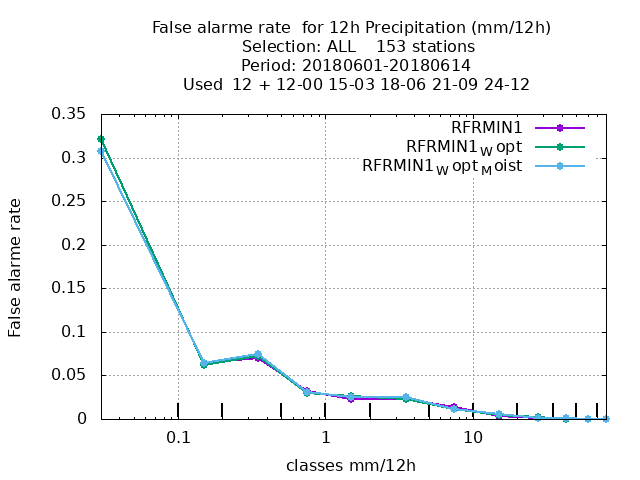 False alarme rate  for 12h Precipitation (mm/12h)
Selection: ALL    153 stations
Period: 20180601-20180614
Used  12 + 12-00 15-03 18-06 21-09 24-12
RFRMIN1
RFRMIN1Wopt
RFRMIN1WoptMoist
0.35
0.3
0.25
0.2
0.15
0.1
0.05
0
False alarme rate
0.1 1 10
classes mm/12h